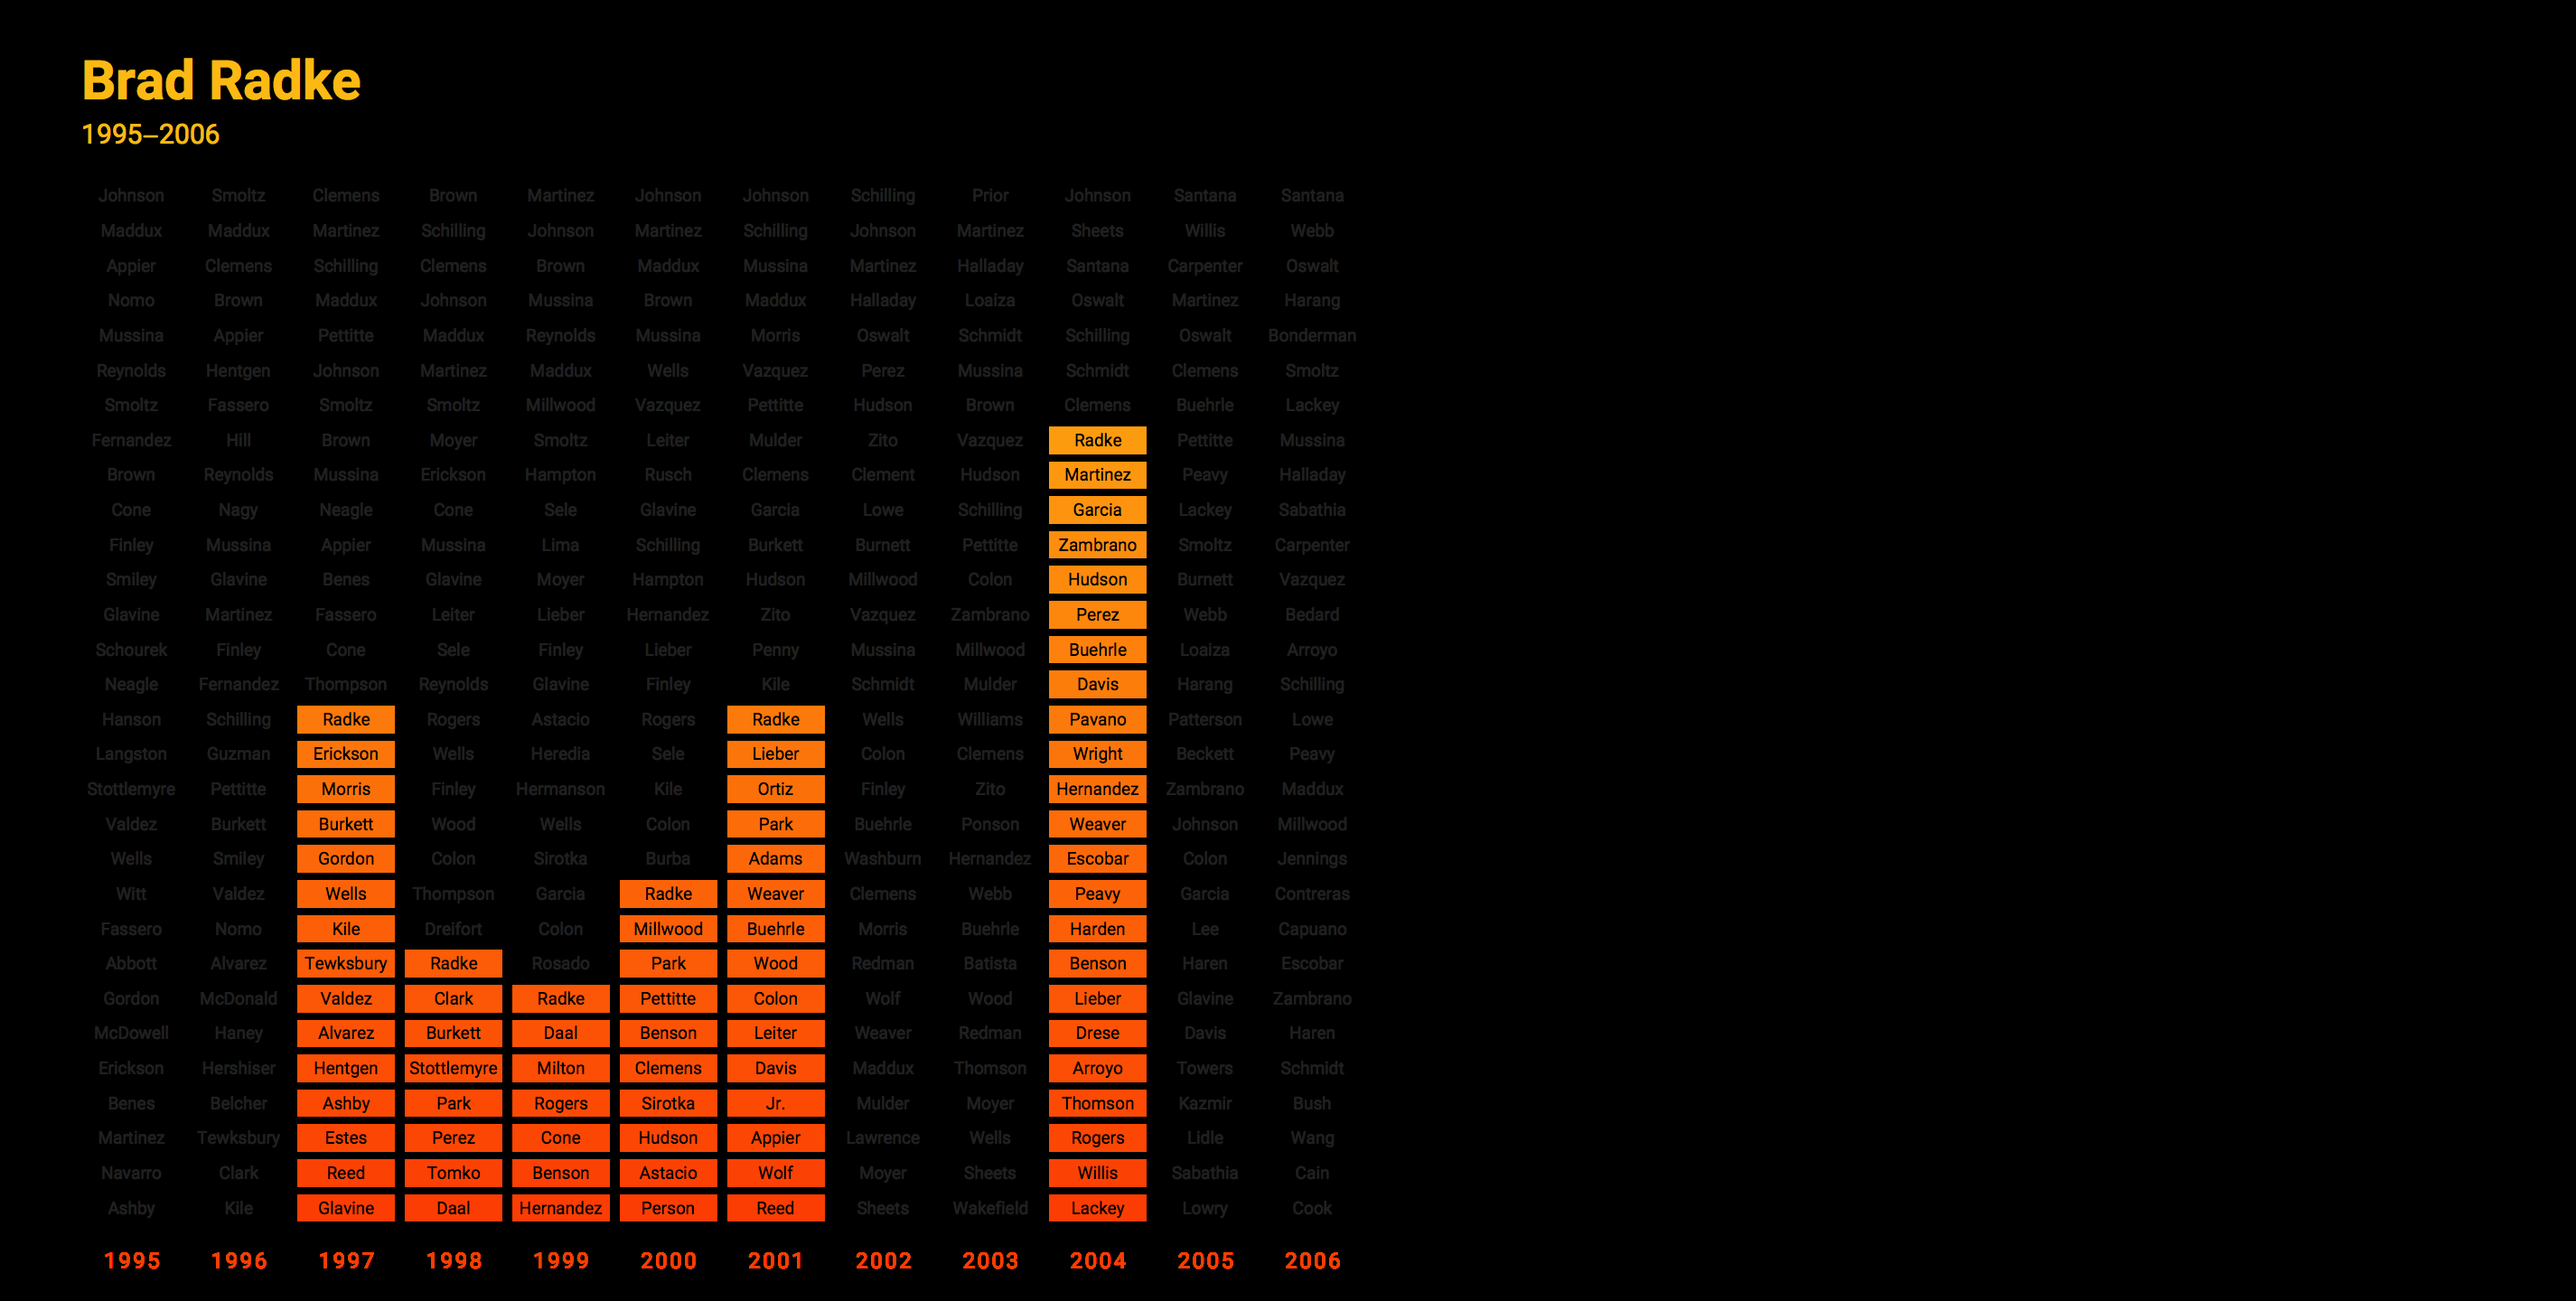 Brad Radke
1995–2006
Johnson Smoltz Clemens Brown Martinez Johnson Johnson Schilling Prior Johnson Santana Santana
Maddux Maddux Martinez Schilling Johnson Martinez Schilling Johnson Martinez Sheets Willis Webb
Appier Clemens Schilling Clemens Brown Maddux Mussina Martinez Halladay Santana Carpenter Oswalt
Nomo Brown Maddux Johnson Mussina Brown Maddux Halladay Loaiza Oswalt Martinez Harang
Mussina Appier Pettitte Maddux Reynolds Mussina Morris Oswalt Schmidt Schilling Oswalt Bonderman
Reynolds Hentgen Johnson Martinez Maddux Wells Vazquez Perez Mussina Schmidt Clemens Smoltz
Smoltz Fassero Smoltz Smoltz Millwood Vazquez Pettitte Hudson Brown Clemens Buehrle Lackey
Fernandez Hill Brown Moyer Smoltz Leiter Mulder Zito Vazquez Radke Pettitte Mussina
Brown Reynolds Mussina Erickson Hampton Rusch Clemens Clement Hudson Martinez Peavy Halladay
Cone Nagy Neagle Cone Sele Glavine Garcia Lowe Schilling Garcia Lackey Sabathia
Finley Mussina Appier Mussina Lima Schilling Burkett Burnett Pettitte Zambrano Smoltz Carpenter
Smiley Glavine Benes Glavine Moyer Hampton Hudson Millwood Colon Hudson Burnett Vazquez
Glavine Martinez Fassero Leiter Lieber Hernandez Zito Vazquez Zambrano Perez Webb Bedard
Schourek Finley Cone Sele Finley Lieber Penny Mussina Millwood Buehrle Loaiza Arroyo
Neagle Fernandez Thompson Reynolds Glavine Finley Kile Schmidt Mulder Davis Harang Schilling
Hanson Schilling Radke Rogers Astacio Rogers Radke Wells Williams Pavano Patterson Lowe
Langston Guzman Erickson Wells Heredia Sele Lieber Colon Clemens Wright Beckett Peavy
Stottlemyre Pettitte Morris Finley Hermanson Kile Ortiz Finley Zito Hernandez Zambrano Maddux
Valdez Burkett Burkett Wood Wells Colon Park Buehrle Ponson Weaver Johnson Millwood
Wells Smiley Gordon Colon Sirotka Burba Adams Washburn Hernandez Escobar Colon Jennings
Witt Valdez Wells Thompson Garcia Radke Weaver Clemens Webb Peavy Garcia Contreras
Fassero Nomo Kile Dreifort Colon Millwood Buehrle Morris Buehrle Harden Lee Capuano
Abbott Alvarez Tewksbury Radke Rosado Park Wood Redman Batista Benson Haren Escobar
Gordon McDonald Valdez Clark Radke Pettitte Colon Wolf Wood Lieber Glavine Zambrano
McDowell Haney Alvarez Burkett Daal Benson Leiter Weaver Redman Drese Davis Haren
Erickson Hershiser Hentgen Stottlemyre Milton Clemens Davis Maddux Thomson Arroyo Towers Schmidt
Benes Belcher Ashby Park Rogers Sirotka Jr. Mulder Moyer Thomson Kazmir Bush
Martinez Tewksbury Estes Perez Cone Hudson Appier Lawrence Wells Rogers Lidle Wang
Navarro Clark Reed Tomko Benson Astacio Wolf Moyer Sheets Willis Sabathia Cain
Ashby Kile Glavine Daal Hernandez Person Reed Sheets Wakefield Lackey Lowry Cook
1995 1996 1997 1998 1999 2000 2001 2002 2003 2004 2005 2006